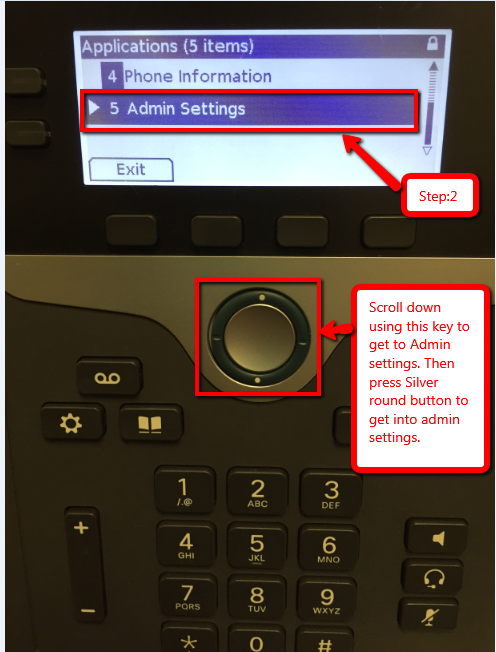 Applications (5 items)
4 Phone Information
5 Admin Settings
Exit
Step:2
Scroll down
using this key to
get to Admin
settings. Then
press Silver
round button to
get into admin
settings.
1 2 3
/.@ ABC DEF
4 5 6
GHI JKL MNO
7 8 9
PQRS TUV WXYZ
* 0 #
+
−